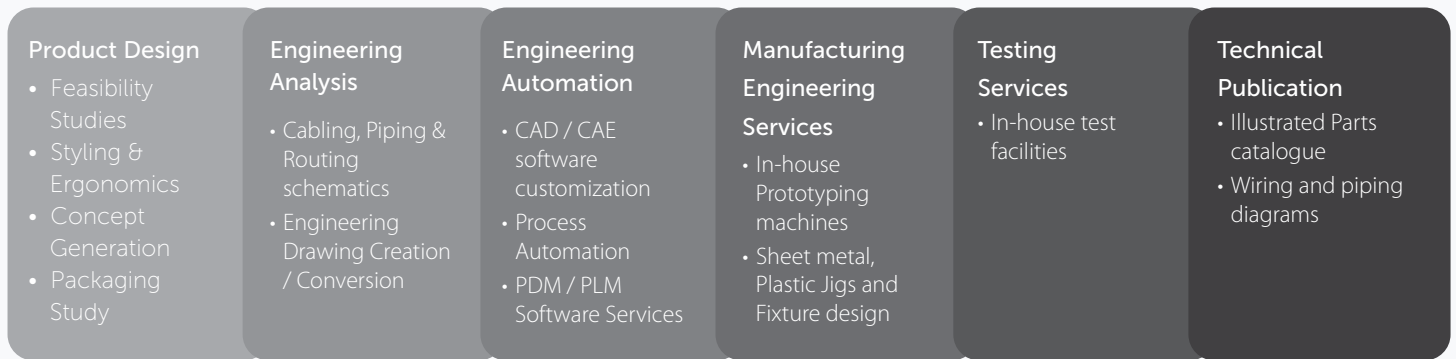 Product Design
• Feasibility
Studies
• Styling &
Ergonomics
• Concept
Generation
• Packaging
Study
Engineering
Analysis
• Cabling, Piping &
Routing
schematics
• Engineering
Drawing Creation
/ Conversion
Engineering
Automation
• CAD / CAE
software
customization
• Process
Automation
• PDM / PLM
Software Services
Manufacturing
Engineering
Services
• In-house
Prototyping
machines
• Sheet metal,
Plastic Jigs and
Fixture design
Testing
Services
• In-house test
facilities
Technical
Publication
• Illustrated Parts
catalogue
• Wiring and piping
diagrams